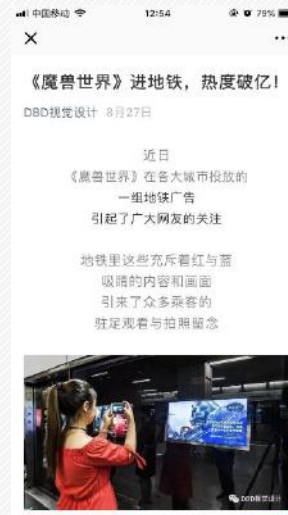 中国移动 12:54 79%
《魔兽世界》进地铁，热度破亿！
DBD视觉设计 8月27日
近日
《魔兽世界》在各大城市投放的
一组地铁广告
引起了广大网友的关注
地铁里这些充斥着红与蓝
吸睛的内容和画面
引来了众多乘客的
驻足观看与拍照留念
DBD视觉设计